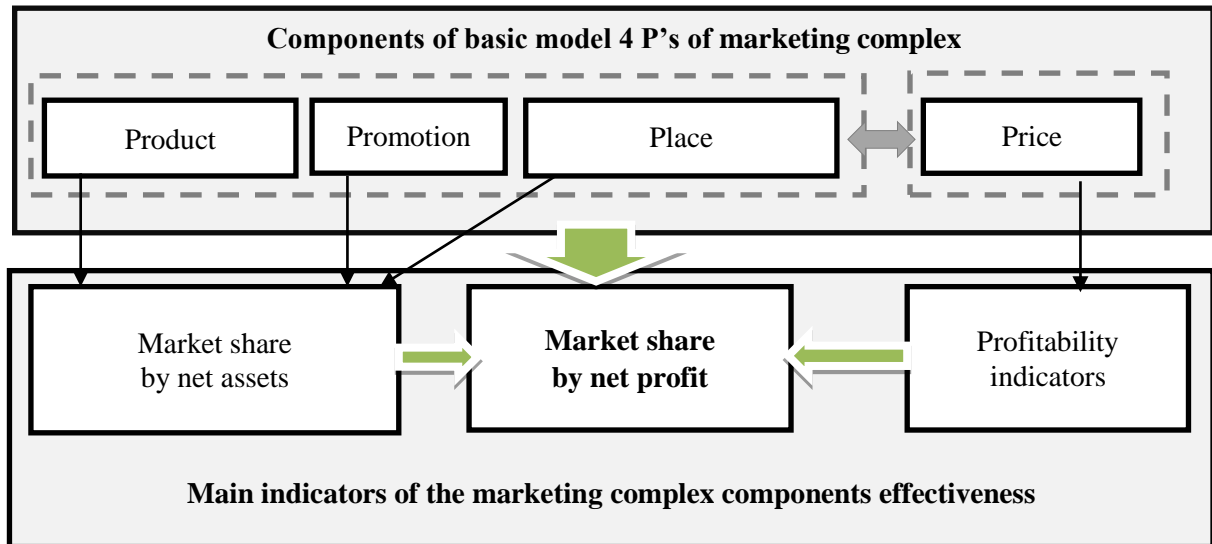 Components of basic model 4 P’s of marketing complex
Product
Promotion
Place
Price
Market share
by net assets
Market share
by net profit
Profitability
indicators
Main indicators of the marketing complex components effectiveness